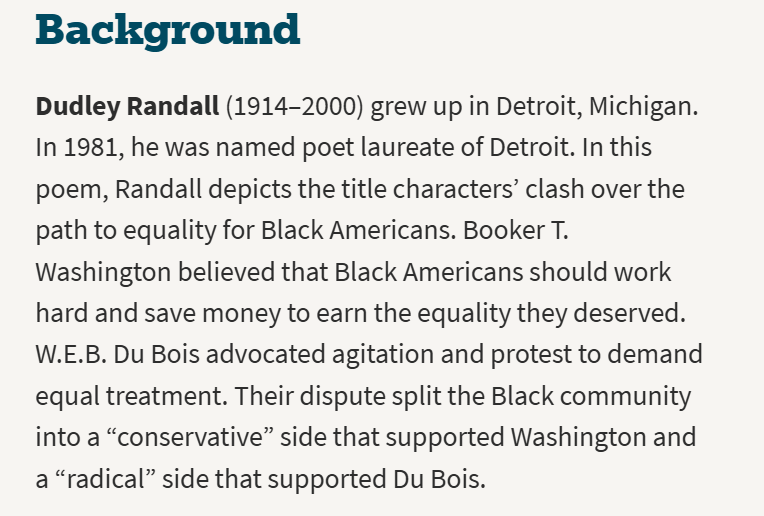 Background
Dudley Randall (1914–2000) grew up in Detroit, Michigan.
In 1981, he was named poet laureate of Detroit. In this
poem, Randall depicts the title characters’ clash over the
path to equality for Black Americans. Booker T.
Washington believed that Black Americans should work
hard and save money to earn the equality they deserved.
W.E.B. Du Bois advocated agitation and protest to demand
equal treatment. Their dispute split the Black community
into a “conservative” side that supported Washington and
a “radical” side that supported Du Bois.